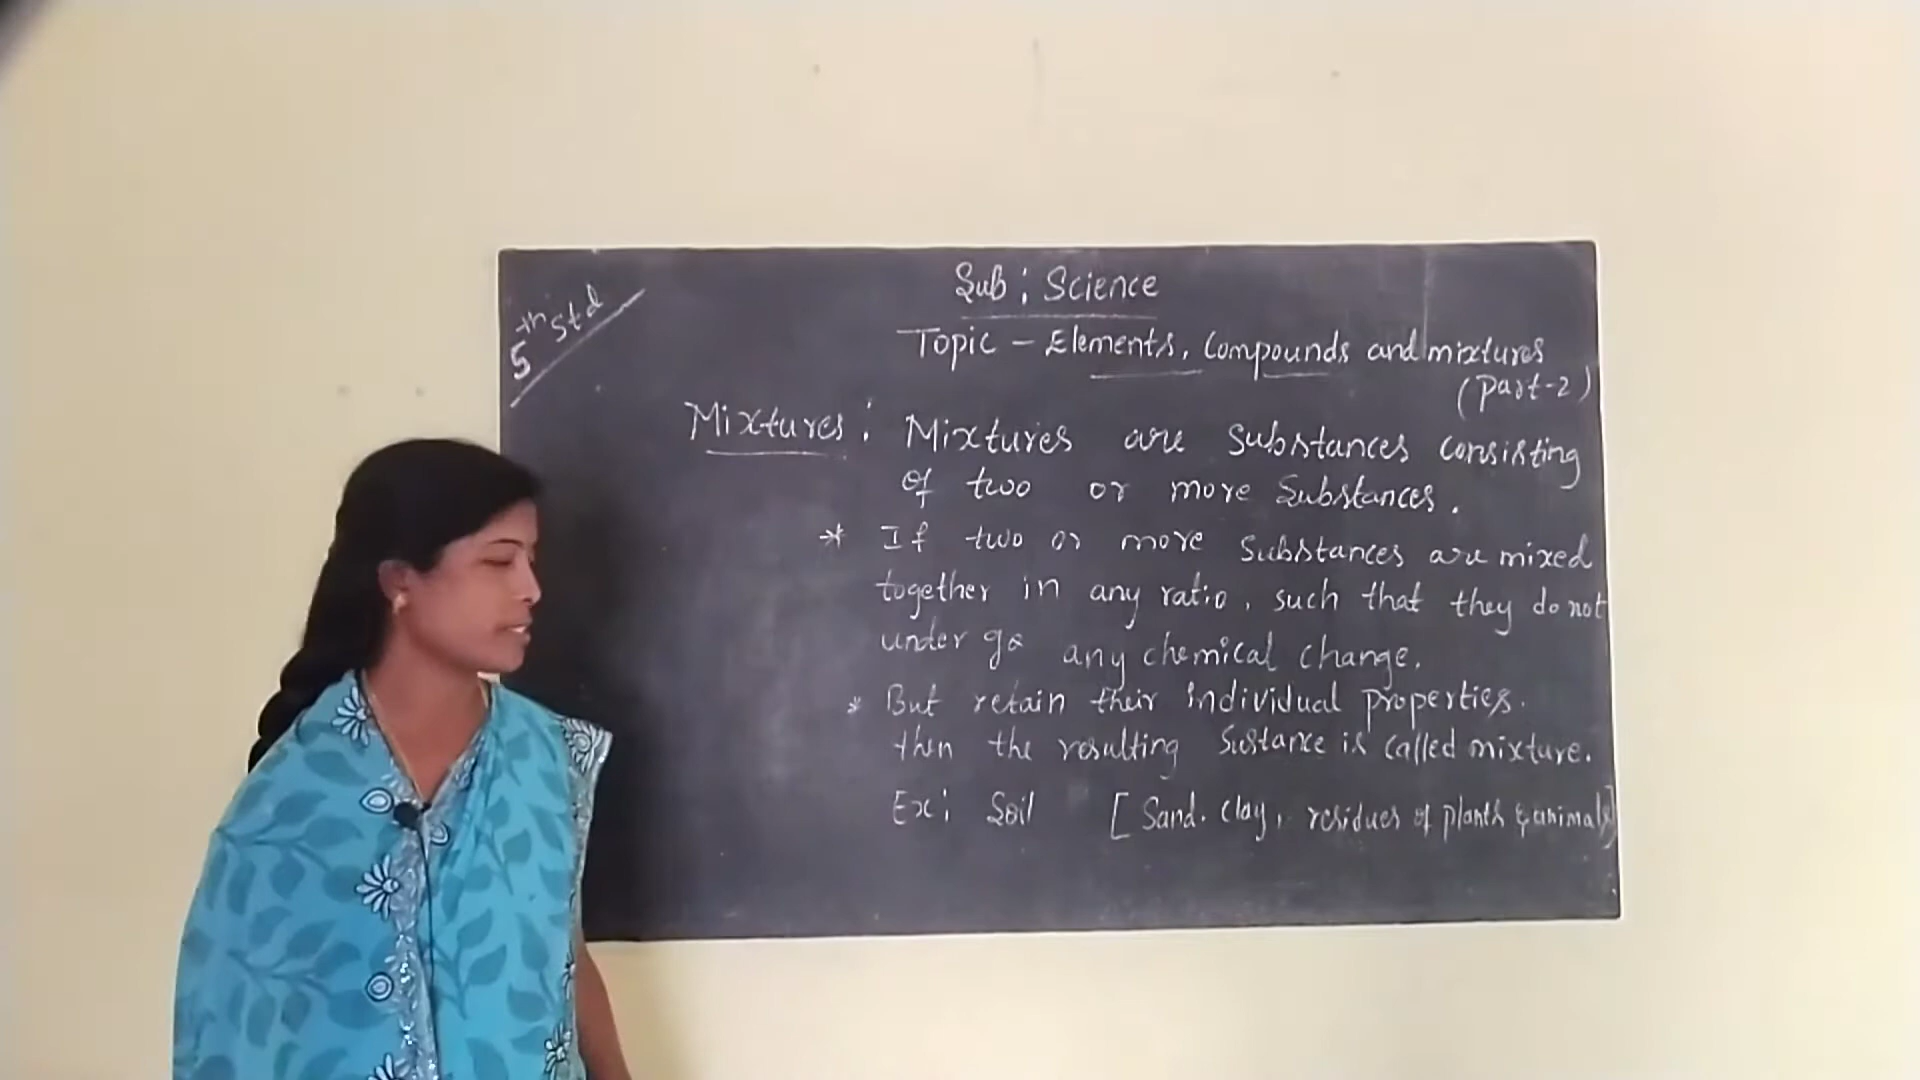 5th Std
Sub : Science
Topic - Elements, Compounds and mixtures
(Part-2)
Mixtures : Mixtures are Substances consisting
of two or more Substances.
* If two or more Substances are mixed
together in any ratio, such that they do not
under go any chemical change.
* But retain their individual properties.
then the resulting Sustance is called mixture.
Ex: Soil [Sand. clay, residues of plants & animals]